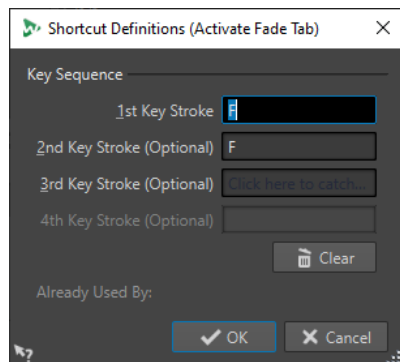 Shortcut Definitions (Activate Fade Tab)
Key Sequence
1st Key Stroke F
2nd Key Stroke (Optional) F
3rd Key Stroke (Optional) Click here to catch...
4th Key Stroke (Optional)
Clear
Already Used By:
OK Cancel